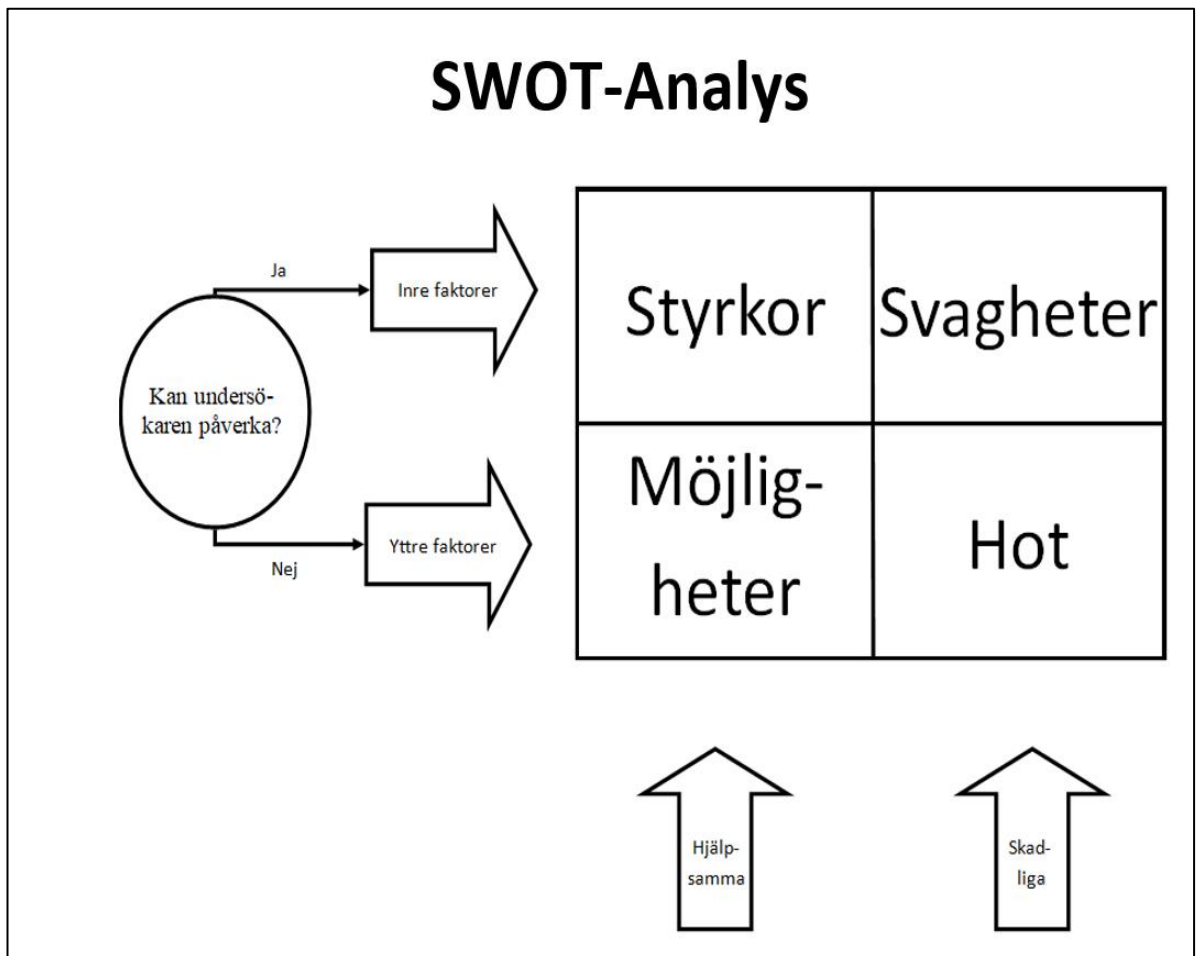 SWOT-Analys
Ja
Inre faktorer
Styrkor
Svagheter
Kan undersö-
karen påverka?
Möjlig-
heter
Hot
Yttre faktorer
Nej
Hjälp-
samma
Skad-
liga